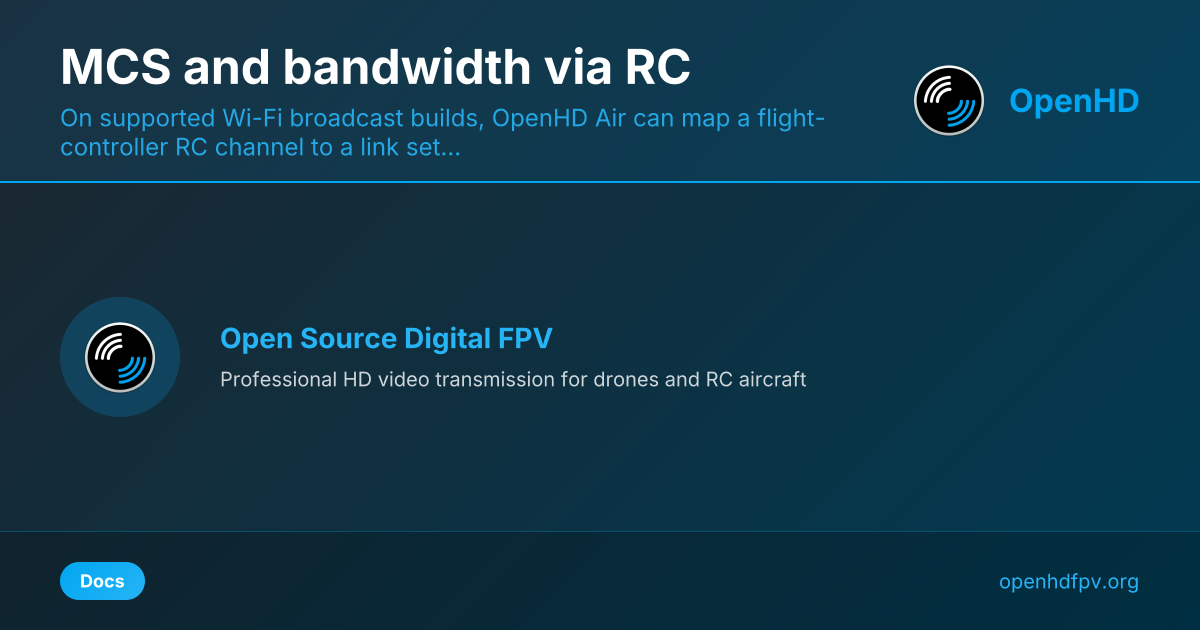 MCS and bandwidth via RC
On supported Wi-Fi broadcast builds, OpenHD Air can map a flight-
controller RC channel to a link set...
OpenHD
Open Source Digital FPV
Professional HD video transmission for drones and RC aircraft
Docs
openhdfpv.org